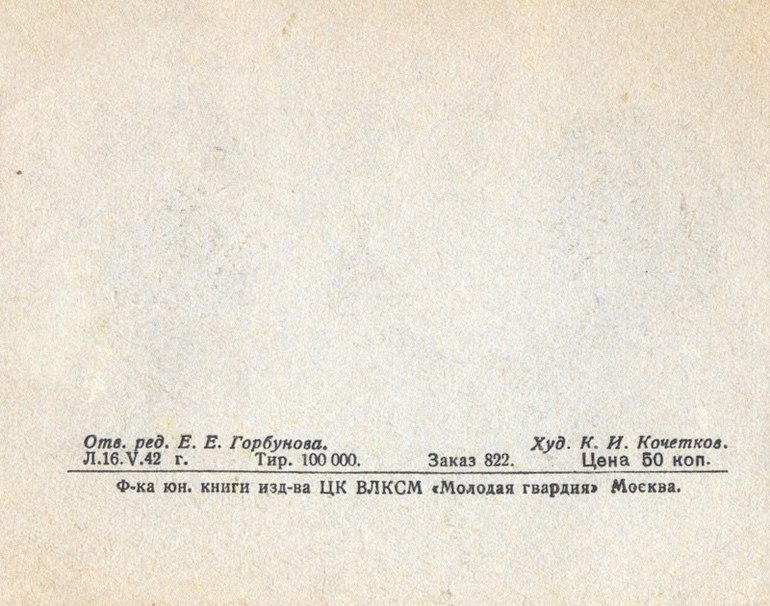 Отв. ред. Е. Е. Горбунова. Худ. К. И. Кочетков.
Л.16.V.42 г. Тир. 100 000. Заказ 822. Цена 50 коп.
Ф-ка юн. книги изд-ва ЦК ВЛКСМ «Молодая гвардия» Москва.